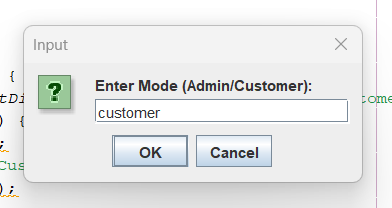 Input
{
Enter Mode (Admin/Customer):
customer
) {
;
OK
Cancel
);